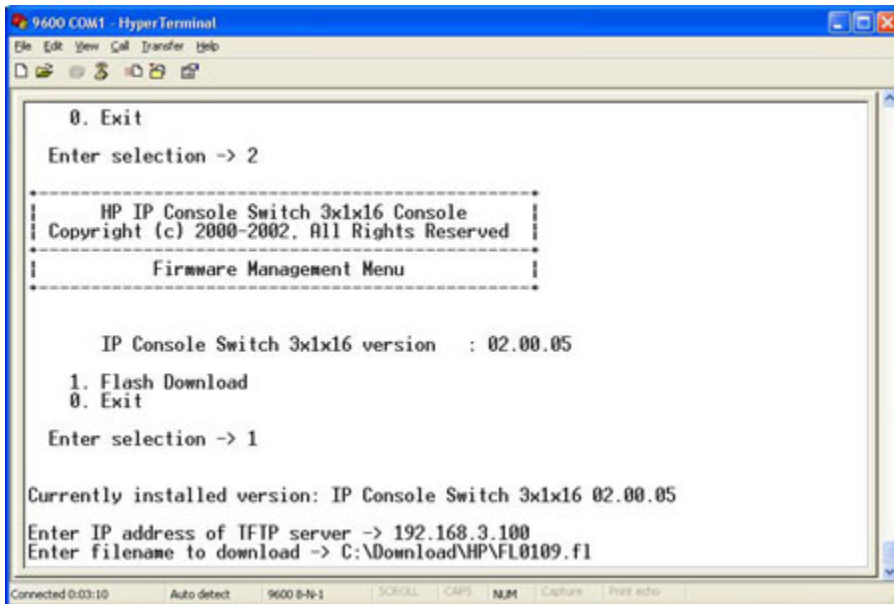 9600 COM1 - HyperTerminal
File Edit View Call Transfer Help
0. Exit
Enter selection -> 2
HP IP Console Switch 3x1x16 Console
Copyright (c) 2000-2002, All Rights Reserved
Firmware Management Menu
IP Console Switch 3x1x16 version : 02.00.05
1. Flash Download
0. Exit
Enter selection -> 1
Currently installed version: IP Console Switch 3x1x16 02.00.05
Enter IP address of TFTP server -> 192.168.3.100
Enter filename to download -> C:\Download\HP\FL0109.fl
Connected 0:03:10 Auto detect 9600 8-N-1 SCROLL CAPS NUM Capture Print echo